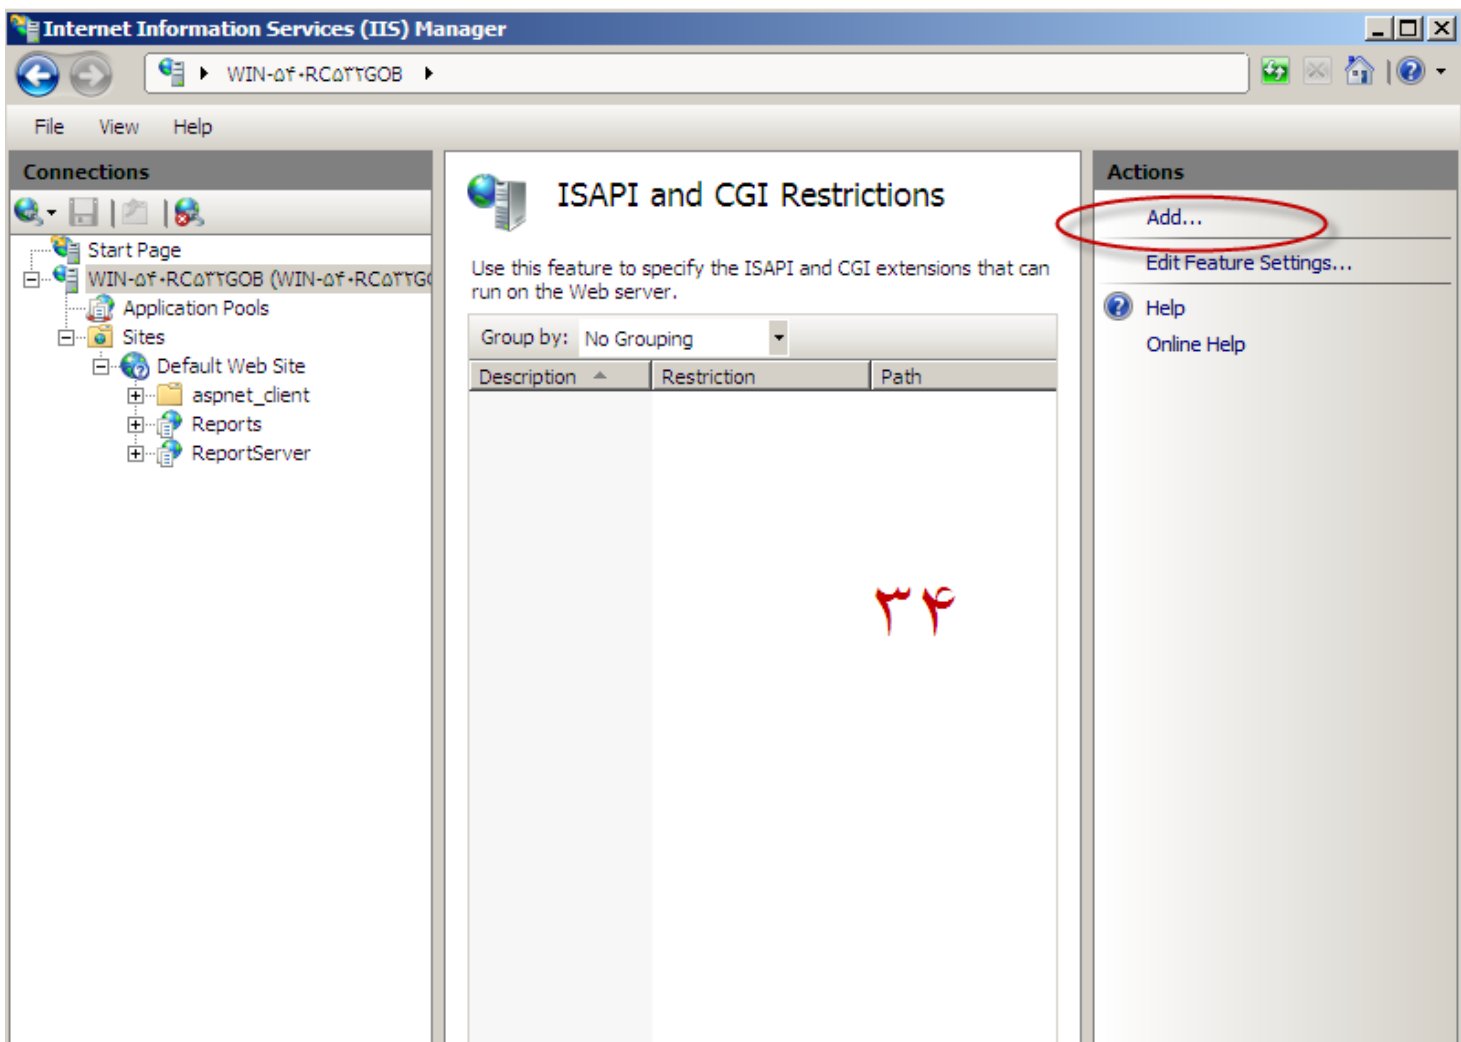 Internet Information Services (IIS) Manager
WIN-۵۴۰RC۵۲۲GOB
File View Help
Connections
Start Page
WIN-۵۴۰RC۵۲۲GOB (WIN-۵۴۰RC۵۲۲GO
Application Pools
Sites
Default Web Site
aspnet_client
Reports
ReportServer
ISAPI and CGI Restrictions
Use this feature to specify the ISAPI and CGI extensions that can
run on the Web server.
Group by: No Grouping
Description Restriction Path
۳۴
Actions
Add...
Edit Feature Settings...
Help
Online Help